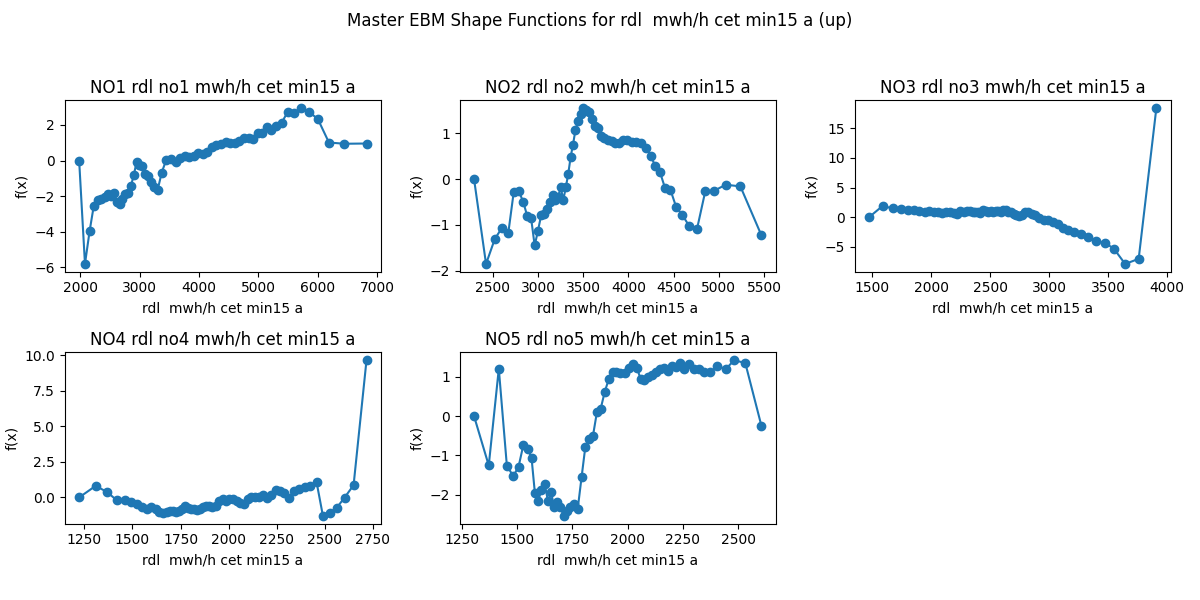 Master EBM Shape Functions for rdl  mwh/h cet min15 a (up)
NO1 rdl no1 mwh/h cet min15 a
f(x)
2
0
−2
−4
−6
2000 3000 4000 5000 6000 7000
rdl  mwh/h cet min15 a
NO2 rdl no2 mwh/h cet min15 a
f(x)
1
0
−1
−2
2500 3000 3500 4000 4500 5000 5500
rdl  mwh/h cet min15 a
NO3 rdl no3 mwh/h cet min15 a
f(x)
15
10
5
0
−5
1500 2000 2500 3000 3500 4000
rdl  mwh/h cet min15 a
NO4 rdl no4 mwh/h cet min15 a
f(x)
10.0
7.5
5.0
2.5
0.0
1250 1500 1750 2000 2250 2500 2750
rdl  mwh/h cet min15 a
NO5 rdl no5 mwh/h cet min15 a
f(x)
1
0
−1
−2
1250 1500 1750 2000 2250 2500
rdl  mwh/h cet min15 a